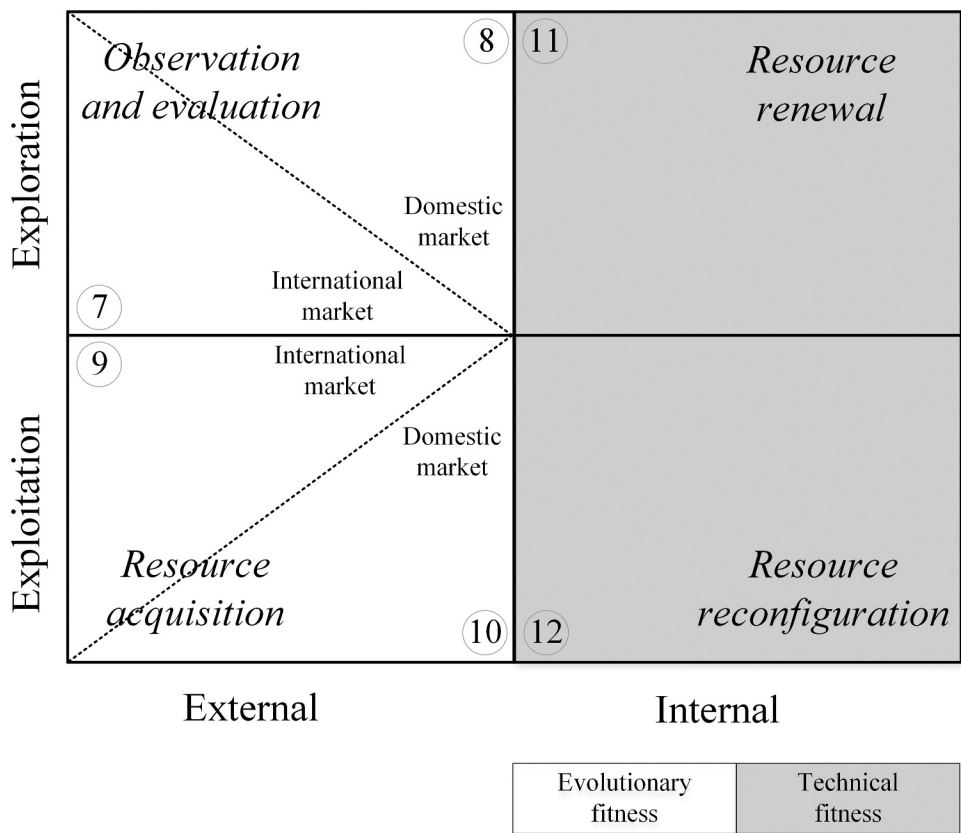 Exploration
Observation
and evaluation
8
11
Resource
renewal
Domestic
market
International
market
7
Exploitation
9
International
market
Domestic
market
Resource
acquisition
10
12
Resource
reconfiguration
External
Internal
Evolutionary
fitness
Technical
fitness